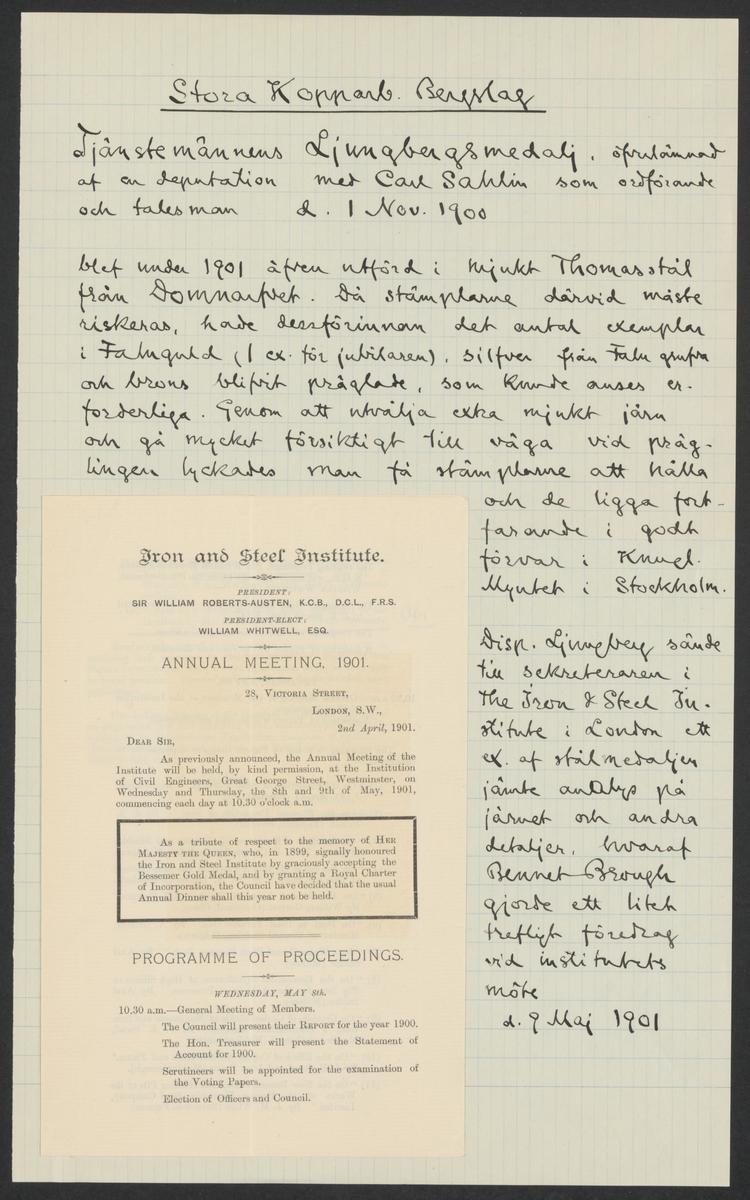 Stora Kopparb. Bergslag
Tjänstemännens Ljungbergsmedalj, öfverlämnad
af en deputation med Carl Sahlin som ordförande
och talesman d. 1 Nov. 1900
blef under 1901 äfven utförd i mjukt Thomasstål
från Domnarfvet. Då stämplarne därvid måste
riskeras, hade dessförinnan det antal exemplar
i Faluguld (1 ex. för jubilaren), silfver från Falu grufva
och brons blifvit präglade, som kunde anses er-
forderliga. Genom att utvälja extra mjukt järn
och gå mycket försiktigt till väga vid präg-
lingen lyckades man få stämplarne att hålla
och de ligga fort-
farande i godt
förvar i Kungl.
Myntet i Stockholm.
Disp. Ljungberg sände
till sekreteraren i
The Iron & Steel In-
stitute i London ett
ex. af stålmedaljen
jämte analys på
järnet och andra
detaljer, hvaraf
Bennet Brough
gjorde ett litet
trefligt föredrag
vid institutets
möte
d. 9 Maj 1901
Iron and Steel Institute.
PRESIDENT:
SIR WILLIAM ROBERTS-AUSTEN, K.C.B., D.C.L., F.R.S.
PRESIDENT-ELECT:
WILLIAM WHITWELL, ESQ.
ANNUAL MEETING, 1901.
28, VICTORIA STREET,
LONDON, S.W.,
2nd April, 1901.
DEAR SIR,
As previously announced, the Annual Meeting of the
Institute will be held, by kind permission, at the Institution
of Civil Engineers, Great George Street, Westminster, on
Wednesday and Thursday, the 8th and 9th of May, 1901,
commencing each day at 10.30 o'clock a.m.
As a tribute of respect to the memory of HER
MAJESTY THE QUEEN, who, in 1899, signally honoured
the Iron and Steel Institute by graciously accepting the
Bessemer Gold Medal, and by granting a Royal Charter
of Incorporation, the Council have decided that the usual
Annual Dinner shall this year not be held.
PROGRAMME OF PROCEEDINGS.
WEDNESDAY, MAY 8th.
10.30 a.m.—General Meeting of Members.
The Council will present their REPORT for the year 1900.
The Hon. Treasurer will present the Statement of
Account for 1900.
Scrutineers will be appointed for the examination of
the Voting Papers.
Election of Officers and Council.